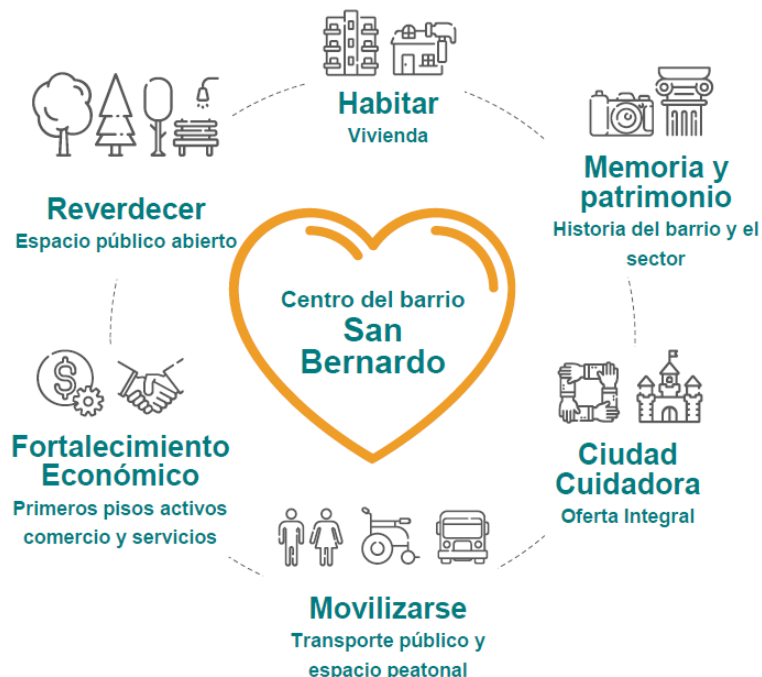 Habitar
Vivienda
Memoria y
patrimonio
Historia del barrio y el
sector
Reverdecer
Espacio público abierto
Centro del barrio
San
Bernardo
Fortalecimiento
Económico
Primeros pisos activos
comercio y servicios
Ciudad
Cuidadora
Oferta Integral
Movilizarse
Transporte público y
espacio peatonal